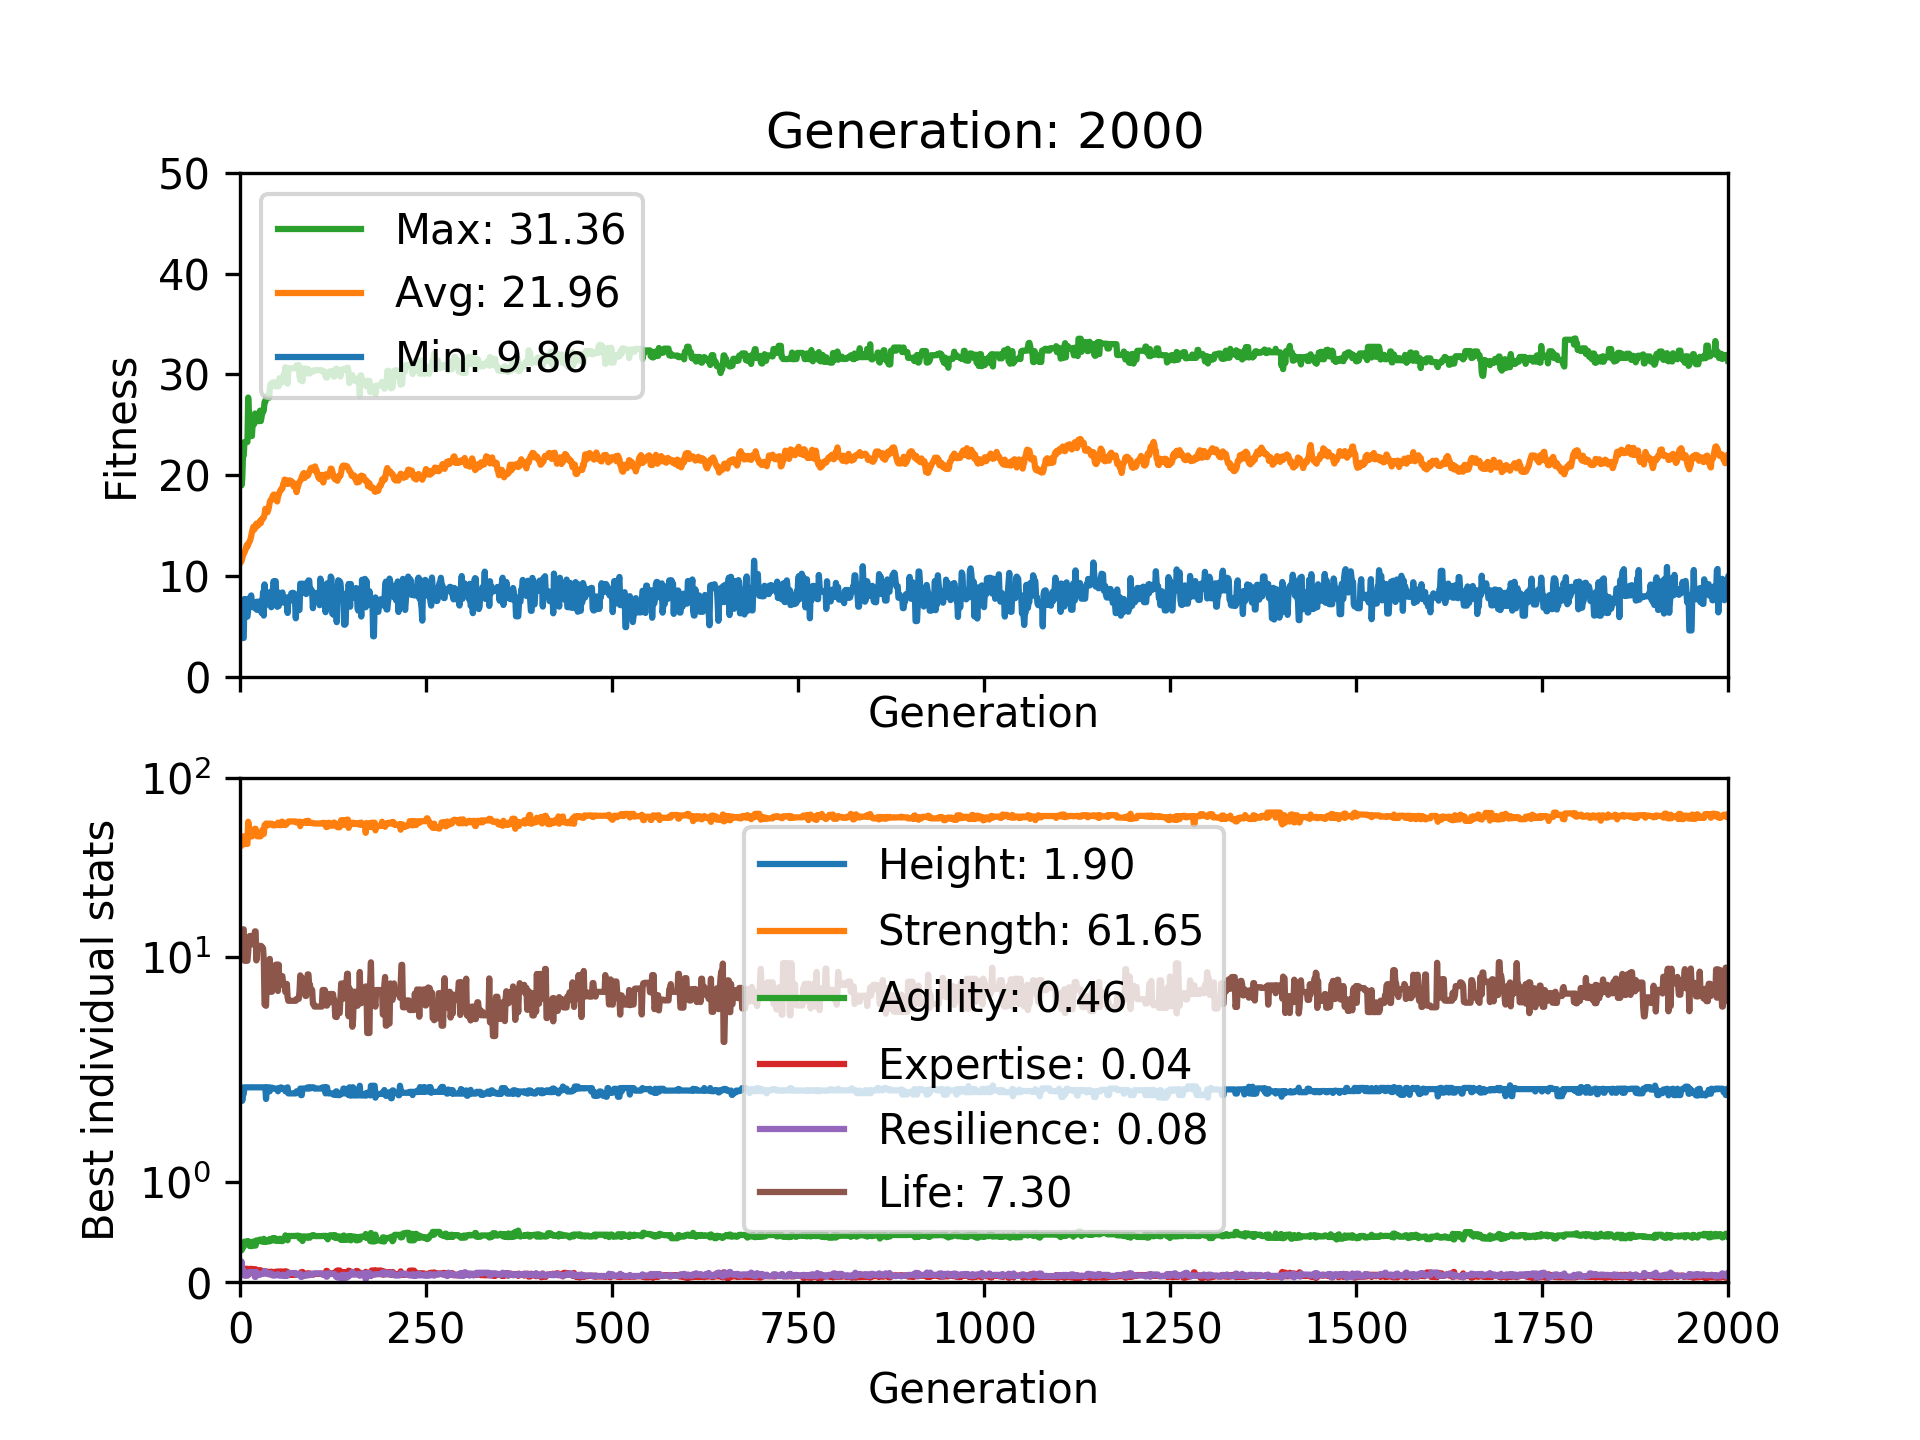 Generation: 2000
50
40
30
20
10
0
Fitness
Max: 31.36
Avg: 21.96
Min: 9.86
Generation
10²
10¹
10⁰
0
Best individual stats
Height: 1.90
Strength: 61.65
Agility: 0.46
Expertise: 0.04
Resilience: 0.08
Life: 7.30
0 250 500 750 1000 1250 1500 1750 2000
Generation